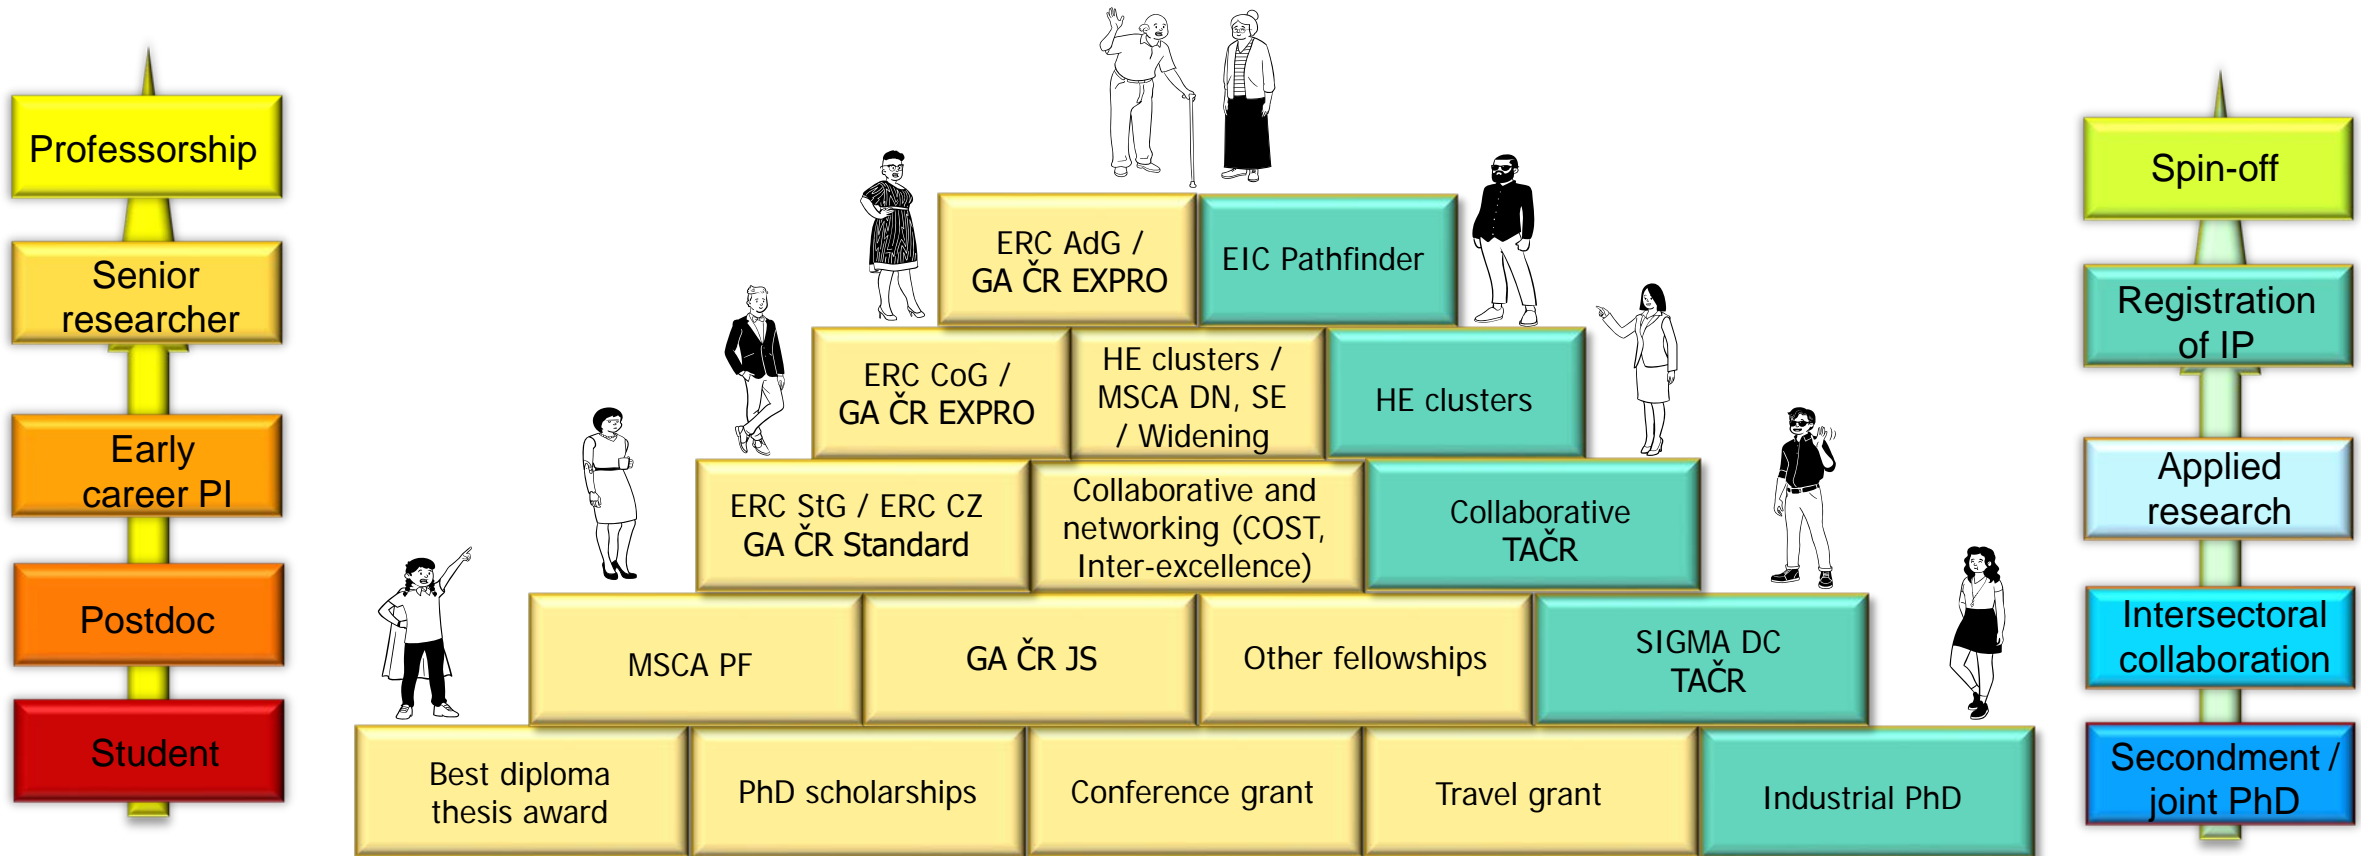 Professorship
Senior
researcher
Early
career PI
Postdoc
Student
ERC AdG /
GA ČR EXPRO
EIC Pathfinder
ERC CoG /
GA ČR EXPRO
HE clusters /
MSCA DN, SE
/ Widening
HE clusters
ERC StG / ERC CZ
GA ČR Standard
Collaborative and
networking (COST,
Inter-excellence)
Collaborative
TAČR
MSCA PF
GA ČR JS
Other fellowships
SIGMA DC
TAČR
Best diploma
thesis award
PhD scholarships
Conference grant
Travel grant
Industrial PhD
Spin-off
Registration
of IP
Applied
research
Intersectoral
collaboration
Secondment /
joint PhD